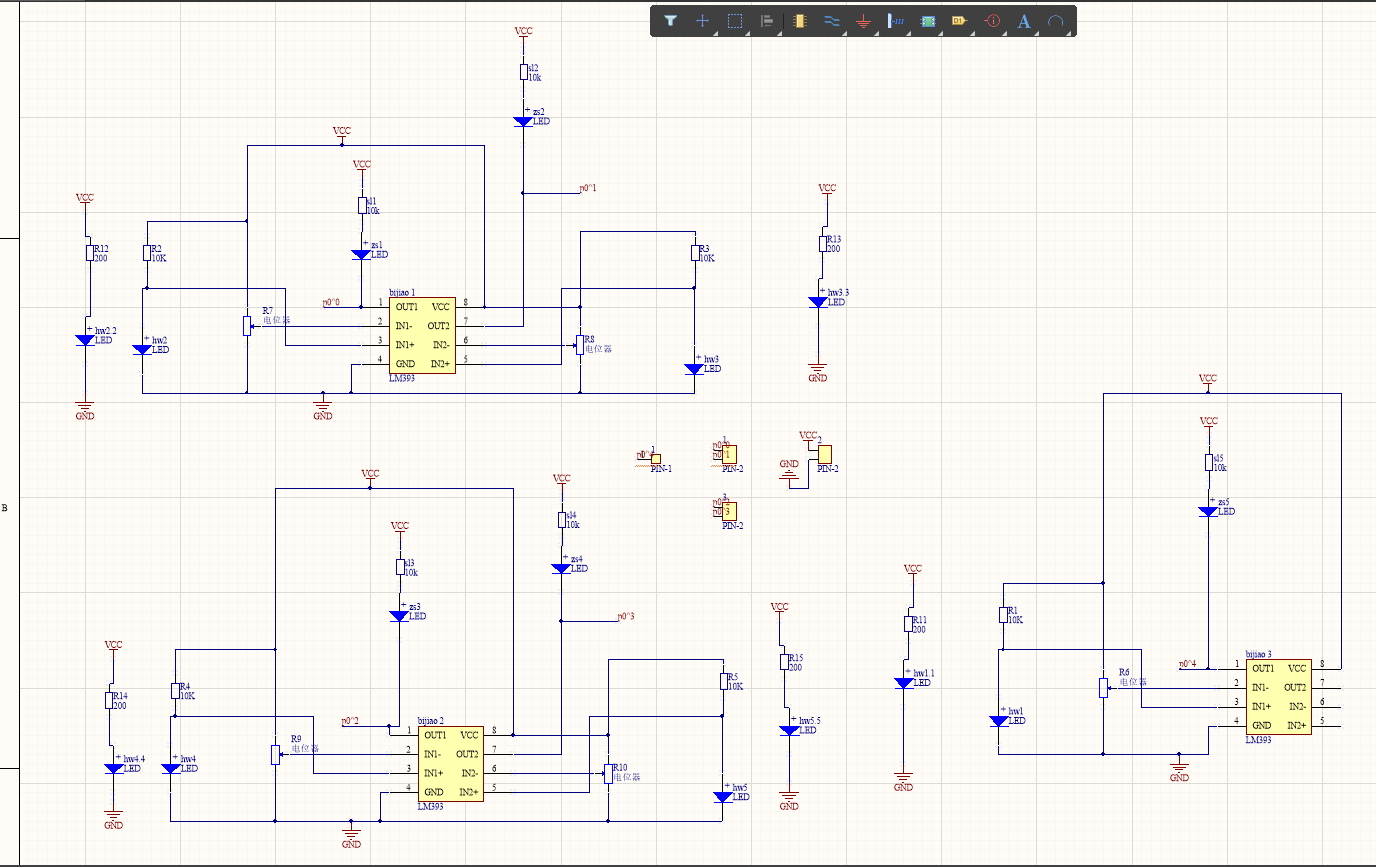 A
D1
VCC
sl2
10k
zs2
LED
p0^1
VCC
VCC
sl1
10k
zs1
LED
VCC
R12
200
hw2.2
LED
GND
R2
10K
hw2
LED
R7
电位器
p0^0
bijiao 1
1 OUT1 VCC 8
2 IN1- OUT2 7
3 IN1+ IN2- 6
4 GND IN2+ 5
LM393
GND
R3
10K
R8
电位器
hw3
LED
VCC
R13
200
hw3.3
LED
GND
1
PIN-1
1
p0^0
p0^1
PIN-2
VCC
2
GND
PIN-2
3
p0^2
p0^3
PIN-2
B
VCC
VCC
sl3
10k
zs3
LED
VCC
sl4
10k
zs4
LED
p0^3
VCC
R14
200
hw4.4
LED
GND
R4
10K
hw4
LED
R9
电位器
p0^2
bijiao 2
1 OUT1 VCC 8
2 IN1- OUT2 7
3 IN1+ IN2- 6
4 GND IN2+ 5
LM393
GND
R5
10K
R10
电位器
hw5
LED
VCC
R15
200
hw5.5
LED
GND
VCC
R11
200
hw1.1
LED
GND
VCC
VCC
sl5
10k
zs5
LED
R1
10K
hw1
LED
R6
电位器
p0^4
bijiao 3
1 OUT1 VCC 8
2 IN1- OUT2 7
3 IN1+ IN2- 6
4 GND IN2+ 5
LM393
GND